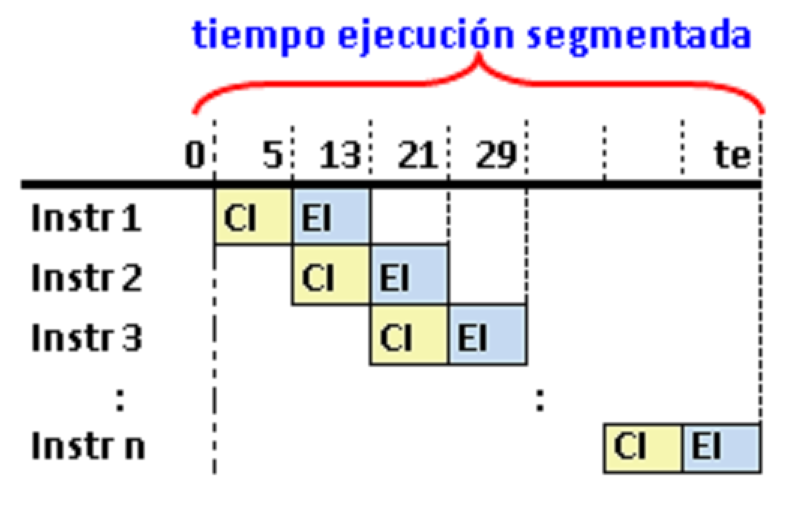 tiempo ejecución segmentada
0 5 13 21 29 te
Instr 1 CI EI
Instr 2 CI EI
Instr 3 CI EI
: :
Instr n CI EI